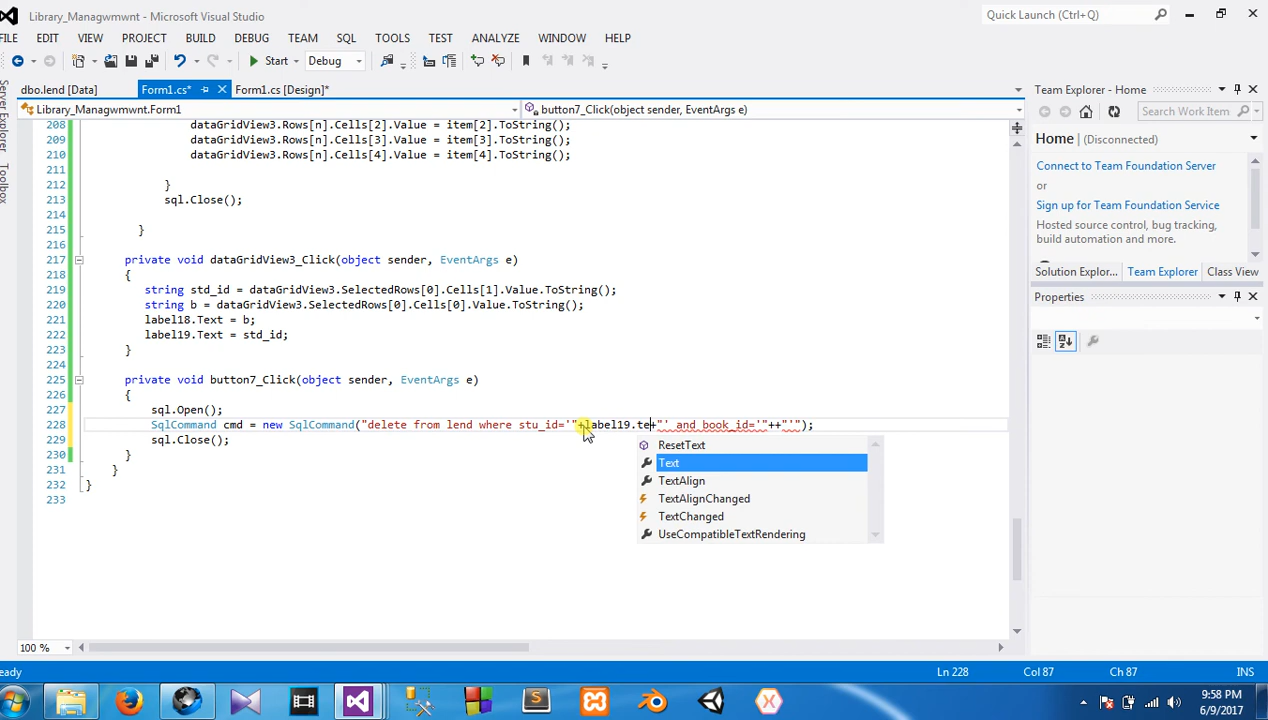 Library_Managwmwnt - Microsoft Visual Studio
Quick Launch (Ctrl+Q)
FILE EDIT VIEW PROJECT BUILD DEBUG TEAM SQL TOOLS TEST ANALYZE WINDOW HELP
Start Debug
Server Explorer
Toolbox
dbo.lend [Data] Form1.cs* Form1.cs [Design]*
Library_Managwmwnt.Form1 button7_Click(object sender, EventArgs e)
208 dataGridView3.Rows[n].Cells[2].Value = item[2].ToString();
209 dataGridView3.Rows[n].Cells[3].Value = item[3].ToString();
210 dataGridView3.Rows[n].Cells[4].Value = item[4].ToString();
211
212 }
213 sql.Close();
214
215 }
216
217 private void dataGridView3_Click(object sender, EventArgs e)
218 {
219 string std_id = dataGridView3.SelectedRows[0].Cells[1].Value.ToString();
220 string b = dataGridView3.SelectedRows[0].Cells[0].Value.ToString();
221 label18.Text = b;
222 label19.Text = std_id;
223 }
224
225 private void button7_Click(object sender, EventArgs e)
226 {
227 sql.Open();
228 SqlCommand cmd = new SqlCommand("delete from lend where stu_id='"+label19.te+"' and book_id='"++"'");
229 sql.Close();
230 }
231 }
232 }
233
ResetText
Text
TextAlign
TextAlignChanged
TextChanged
UseCompatibleTextRendering
100 %
Team Explorer - Home
Search Work Item
Home | (Disconnected)
Connect to Team Foundation Server
or
Sign up for Team Foundation Service
Hosted source control, bug tracking,
build automation and more.
Solution Explor... Team Explorer Class View
Properties
eady Ln 228 Col 87 Ch 87 INS
9:58 PM
6/9/2017